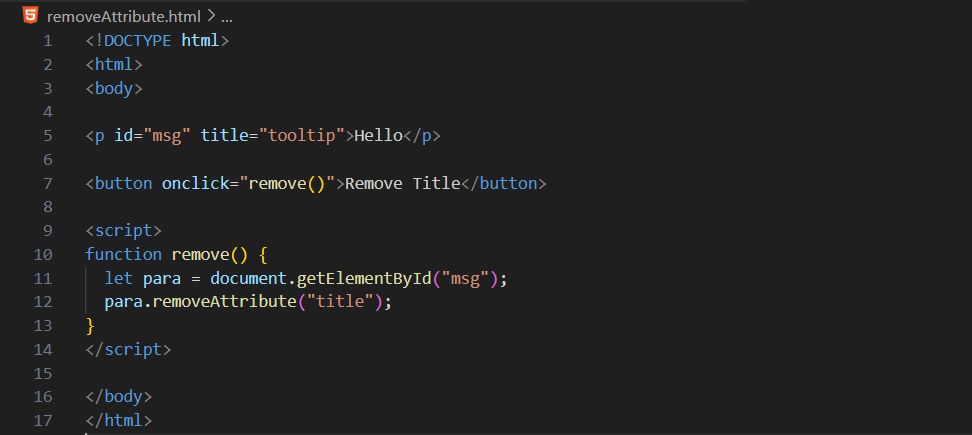 removeAttribute.html > ...
1 <!DOCTYPE html>
2 <html>
3 <body>
4
5 <p id="msg" title="tooltip">Hello</p>
6
7 <button onclick="remove()">Remove Title</button>
8
9 <script>
10 function remove() {
11   let para = document.getElementById("msg");
12   para.removeAttribute("title");
13 }
14 </script>
15
16 </body>
17 </html>